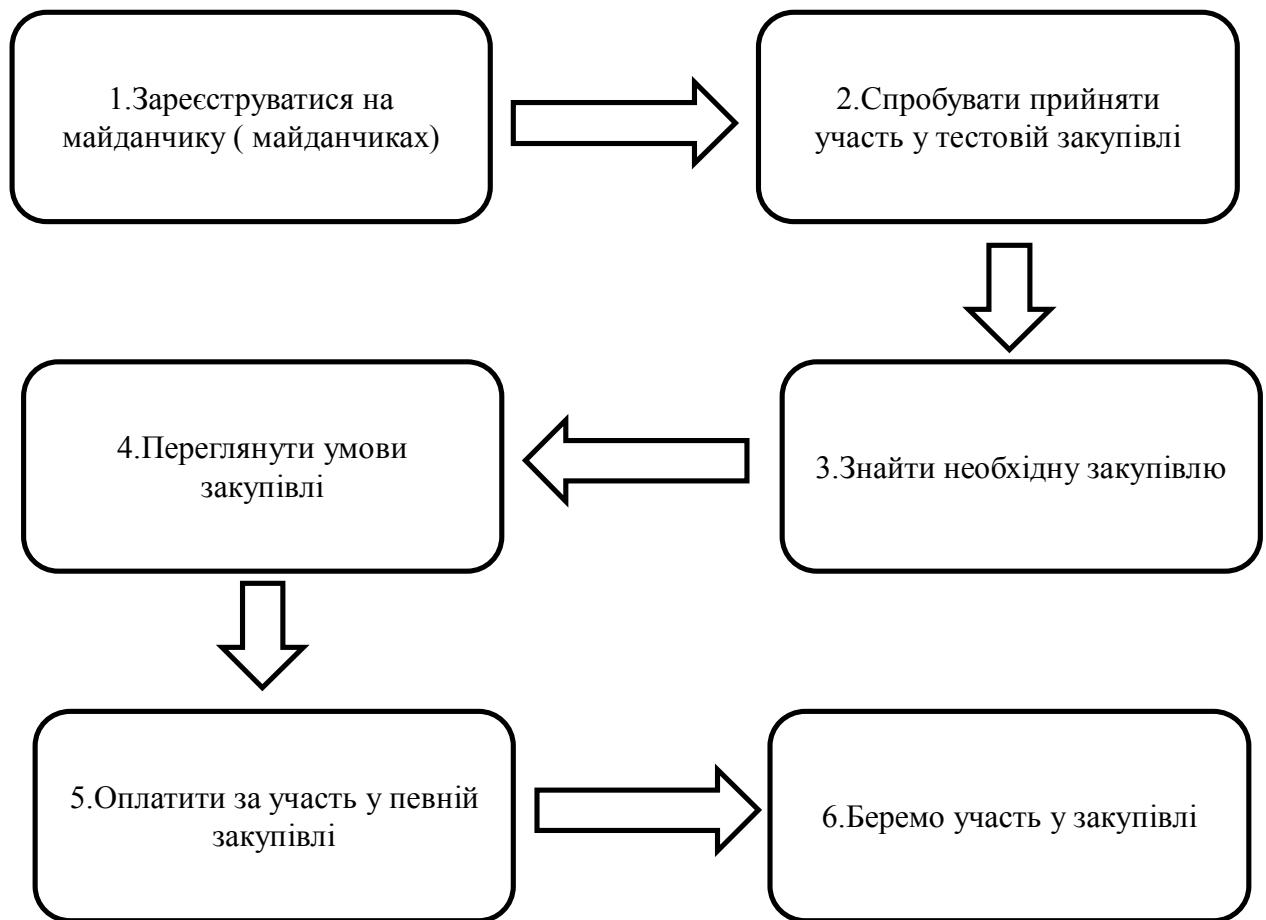 1.Зареєструватися на
майданчику ( майданчиках)
2.Спробувати прийняти
участь у тестовій закупівлі
3.Знайти необхідну закупівлю
4.Переглянути умови
закупівлі
5.Оплатити за участь у певній
закупівлі
6.Беремо участь у закупівлі